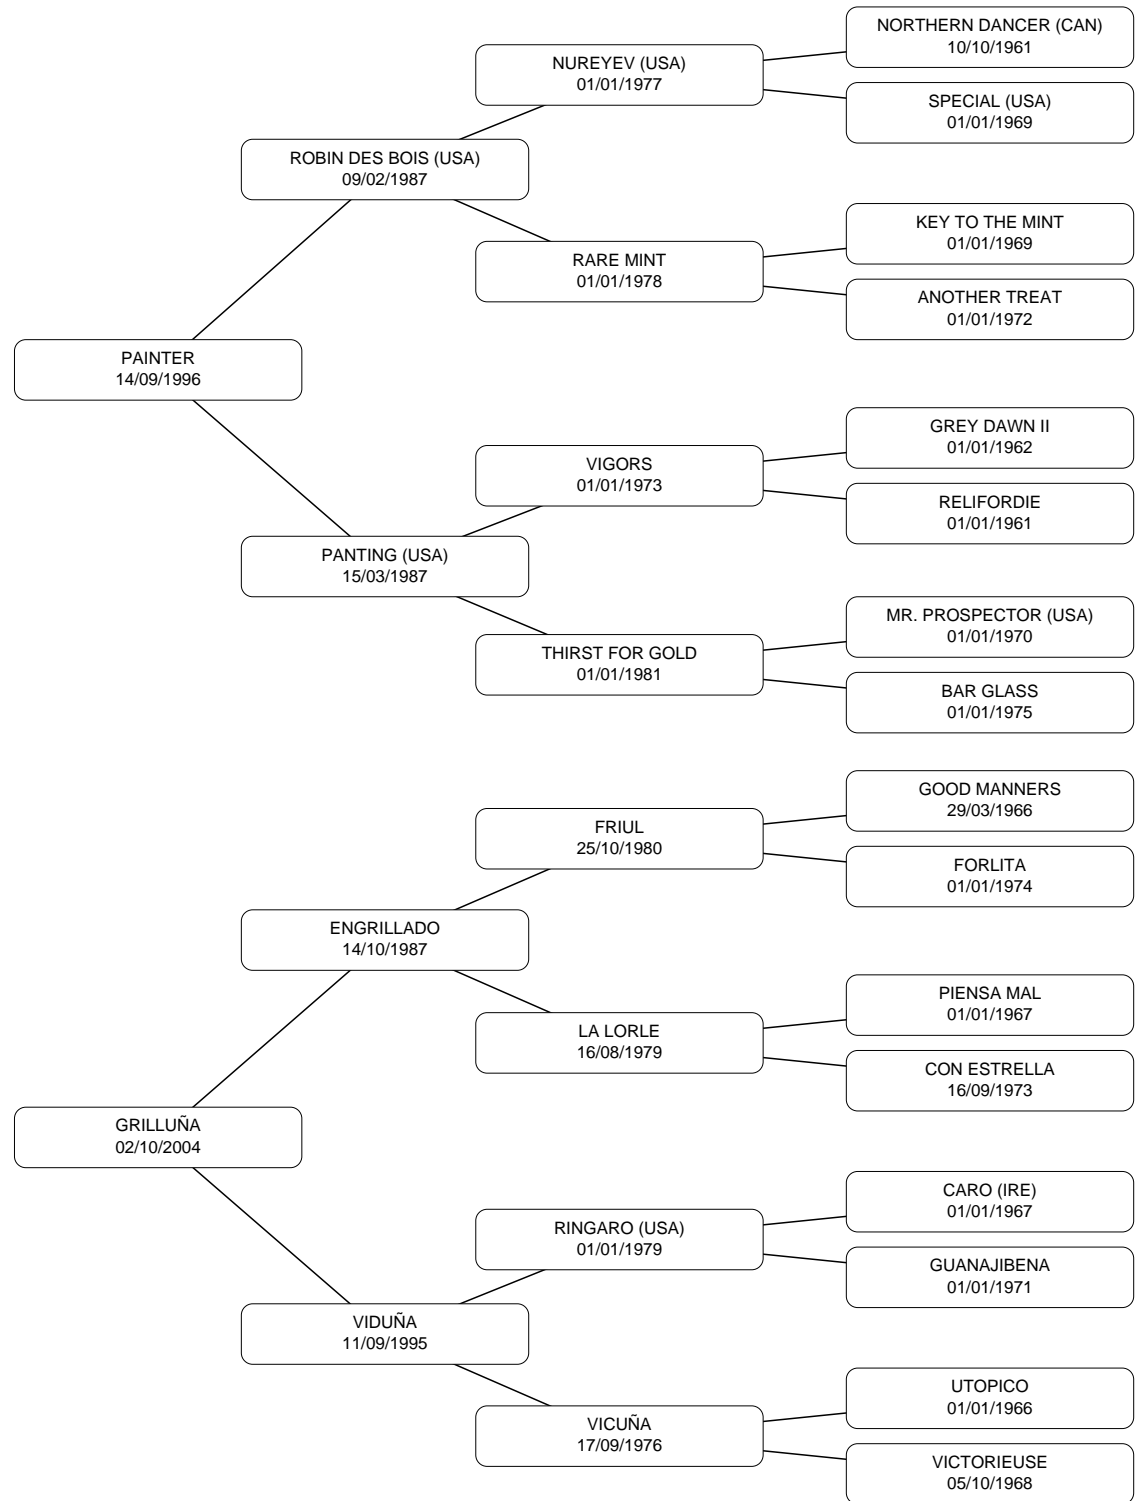 NORTHERN DANCER (CAN)
10/10/1961
NUREYEV (USA)
01/01/1977
SPECIAL (USA)
01/01/1969
ROBIN DES BOIS (USA)
09/02/1987
KEY TO THE MINT
01/01/1969
RARE MINT
01/01/1978
ANOTHER TREAT
01/01/1972
PAINTER
14/09/1996
GREY DAWN II
01/01/1962
VIGORS
01/01/1973
RELIFORDIE
01/01/1961
PANTING (USA)
15/03/1987
MR. PROSPECTOR (USA)
01/01/1970
THIRST FOR GOLD
01/01/1981
BAR GLASS
01/01/1975
GOOD MANNERS
29/03/1966
FRIUL
25/10/1980
FORLITA
01/01/1974
ENGRILLADO
14/10/1987
PIENSA MAL
01/01/1967
LA LORLE
16/08/1979
CON ESTRELLA
16/09/1973
GRILLUÑA
02/10/2004
CARO (IRE)
01/01/1967
RINGARO (USA)
01/01/1979
GUANAJIBENA
01/01/1971
VIDUÑA
11/09/1995
UTOPICO
01/01/1966
VICUÑA
17/09/1976
VICTORIEUSE
05/10/1968